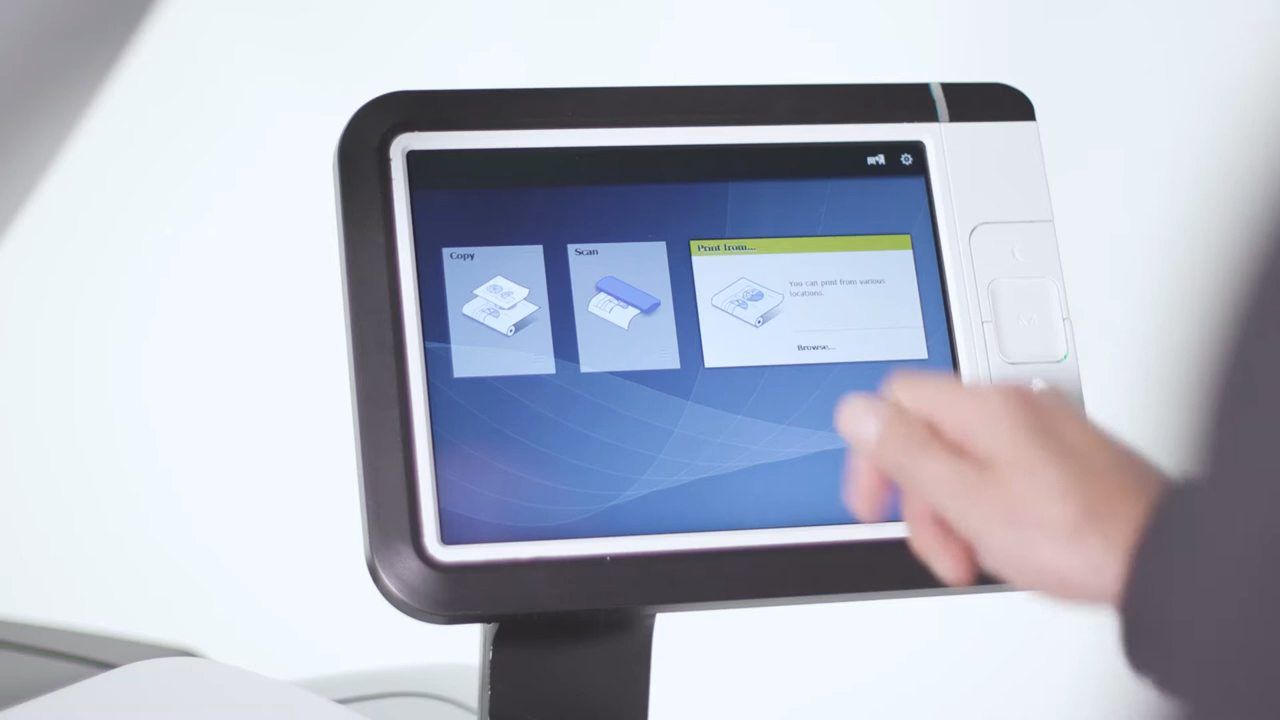 Copy
Scan
Print from...
You can print from various
locations.
Browse...